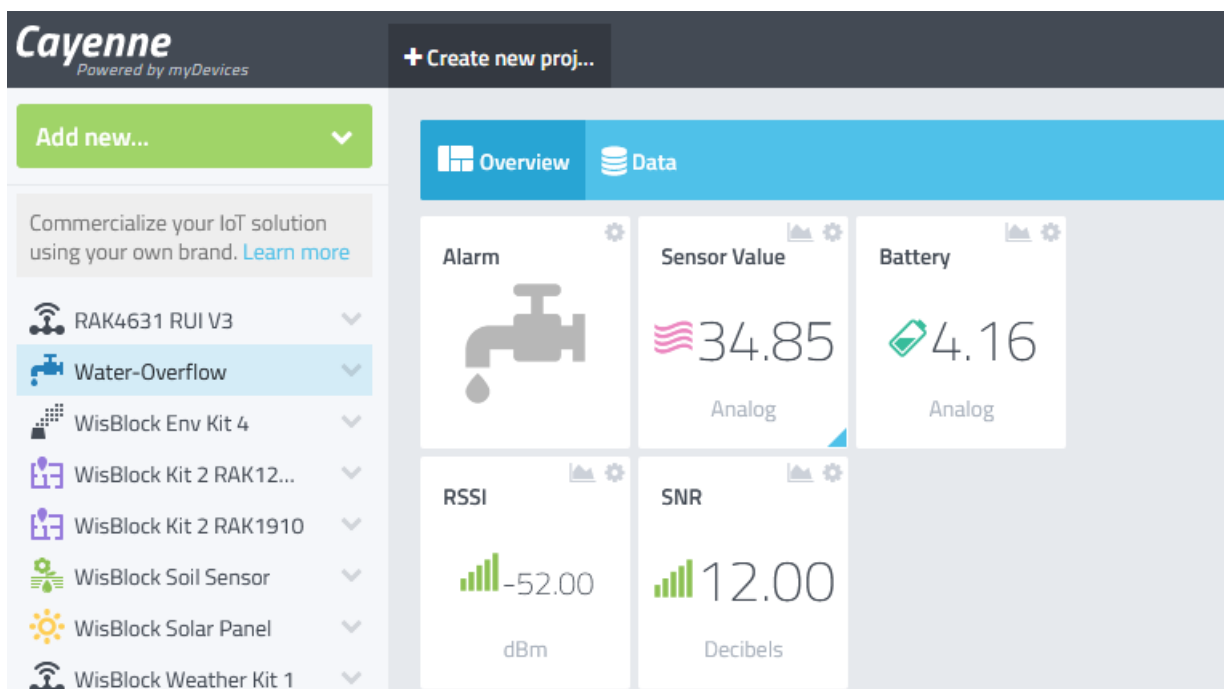 Cayenne
Powered by myDevices
+ Create new proj...
Add new...
Commercialize your IoT solution
using your own brand. Learn more
RAK4631 RUI V3
Water-Overflow
WisBlock Env Kit 4
WisBlock Kit 2 RAK12...
WisBlock Kit 2 RAK1910
WisBlock Soil Sensor
WisBlock Solar Panel
WisBlock Weather Kit 1
Overview
Data
Alarm
Sensor Value
34.85
Analog
Battery
4.16
Analog
RSSI
-52.00
dBm
SNR
12.00
Decibels